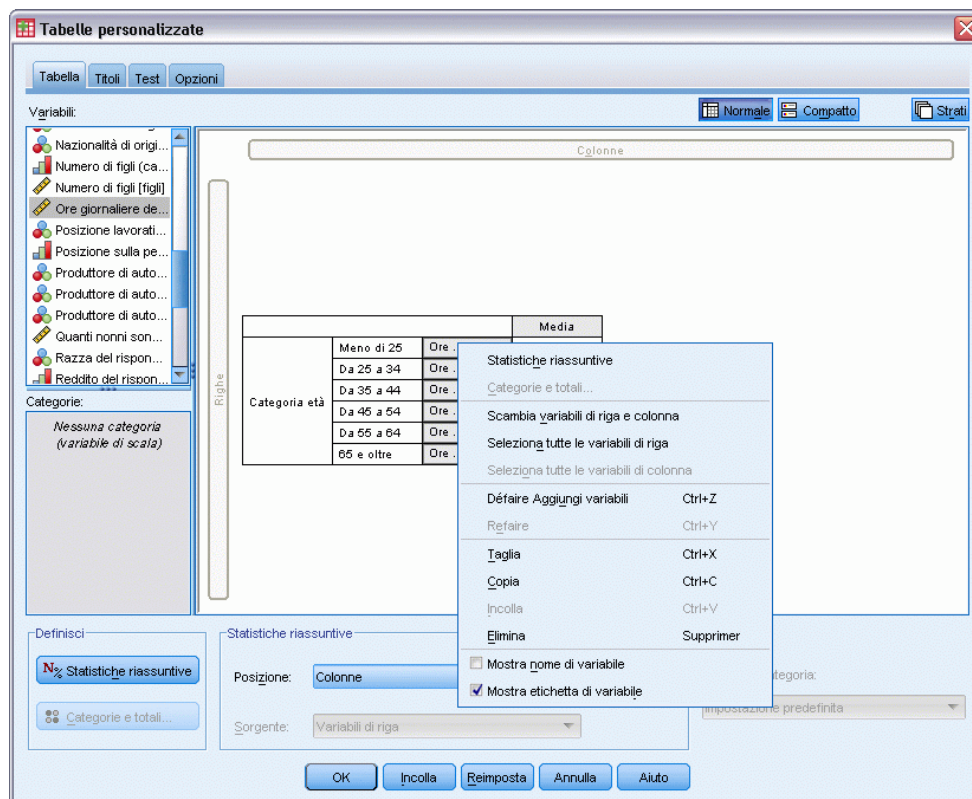 Tabelle personalizzate
Tabella Titoli Test Opzioni
Variabili:
Normale Compatto Strati
Nazionalità di origi...
Numero di figli (ca...
Numero di figli [figli]
Ore giornaliere de...
Posizione lavorati...
Posizione sulla pe...
Produttore di auto...
Produttore di auto...
Produttore di auto...
Quanti nonni son...
Razza del rispon...
Reddito del rispon...
Categorie:
Nessuna categoria
(variabile di scala)
Colonne
Righe
Media
Categoria età
Meno di 25 Ore .
Da 25 a 34 Ore .
Da 35 a 44 Ore .
Da 45 a 54 Ore .
Da 55 a 64 Ore .
65 e oltre Ore .
Statistiche riassuntive
Categorie e totali...
Scambia variabili di riga e colonna
Seleziona tutte le variabili di riga
Seleziona tutte le variabili di colonna
Défaire Aggiungi variabili Ctrl+Z
Refaire Ctrl+Y
Taglia Ctrl+X
Copia Ctrl+C
Incolla Ctrl+V
Elimina Supprimer
Mostra nome di variabile
Mostra etichetta di variabile
Definisci
N% Statistiche riassuntive
Categorie e totali...
Statistiche riassuntive
Posizione: Colonne
Sorgente: Variabili di riga
tegoria:
Impostazione predefinita
OK Incolla Reimposta Annulla Aiuto